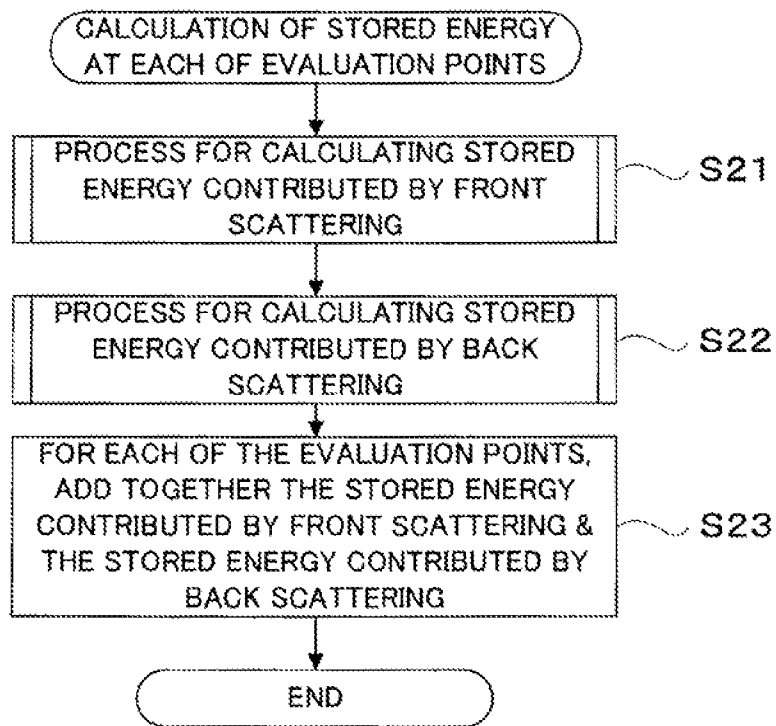 CALCULATION OF STORED ENERGY
AT EACH OF EVALUATION POINTS
PROCESS FOR CALCULATING STORED
ENERGY CONTRIBUTED BY FRONT
SCATTERING
S21
PROCESS FOR CALCULATING STORED
ENERGY CONTRIBUTED BY BACK
SCATTERING
S22
FOR EACH OF THE EVALUATION POINTS,
ADD TOGETHER THE STORED ENERGY
CONTRIBUTED BY FRONT SCATTERING &
THE STORED ENERGY CONTRIBUTED BY
BACK SCATTERING
S23
END